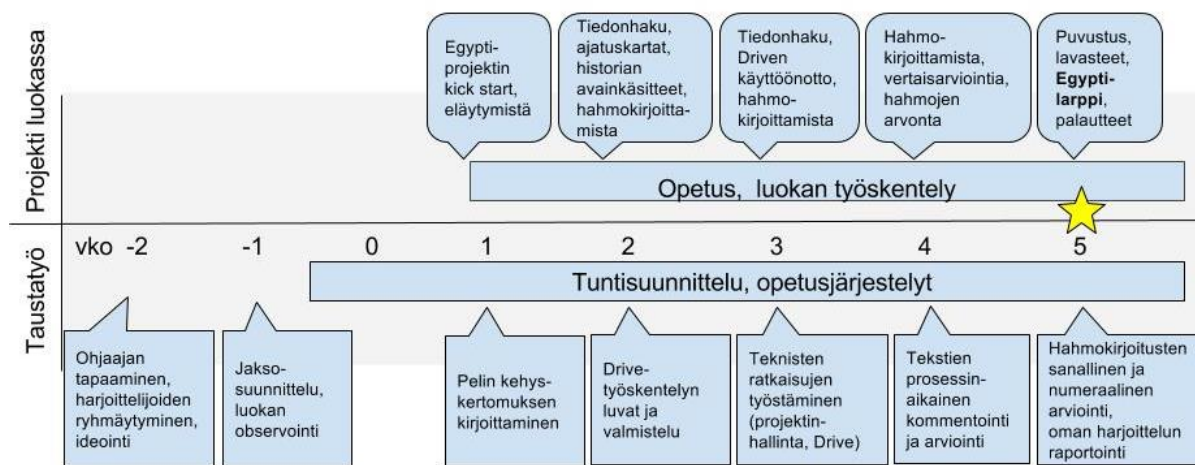 Projekti luokassa
Egypti-
projektin
kick start,
eläytymistä
Tiedonhaku,
ajatuskartat,
historian
avainkäsitteet,
hahmokirjoitta-
mista
Tiedonhaku,
Driven
käyttöönotto,
hahmo-
kirjoittamista
Hahmo-
kirjoittamista,
vertaisarviointia,
hahmojen
arvonta
Puvustus,
lavasteet,
Egypti-
larppi,
palautteet
Opetus, luokan työskentely
vko -2 -1 0 1 2 3 4 5
Taustatyö
Tuntisuunnittelu, opetusjärjestelyt
Ohjaajan
tapaaminen,
harjoittelijoiden
ryhmäytyminen,
ideointi
Jakso-
suunnittelu,
luokan
observointi
Pelin kehys-
kertomuksen
kirjoittaminen
Drive-
työskentelyn
luvat ja
valmistelu
Teknisten
ratkaisujen
työstäminen
(projektin-
hallinta, Drive)
Tekstien
prosessin-
aikainen
kommentointi
ja arviointi
Hahmokirjoitusten
sanallinen ja
numeraalinen
arviointi,
oman harjoittelun
raportointi